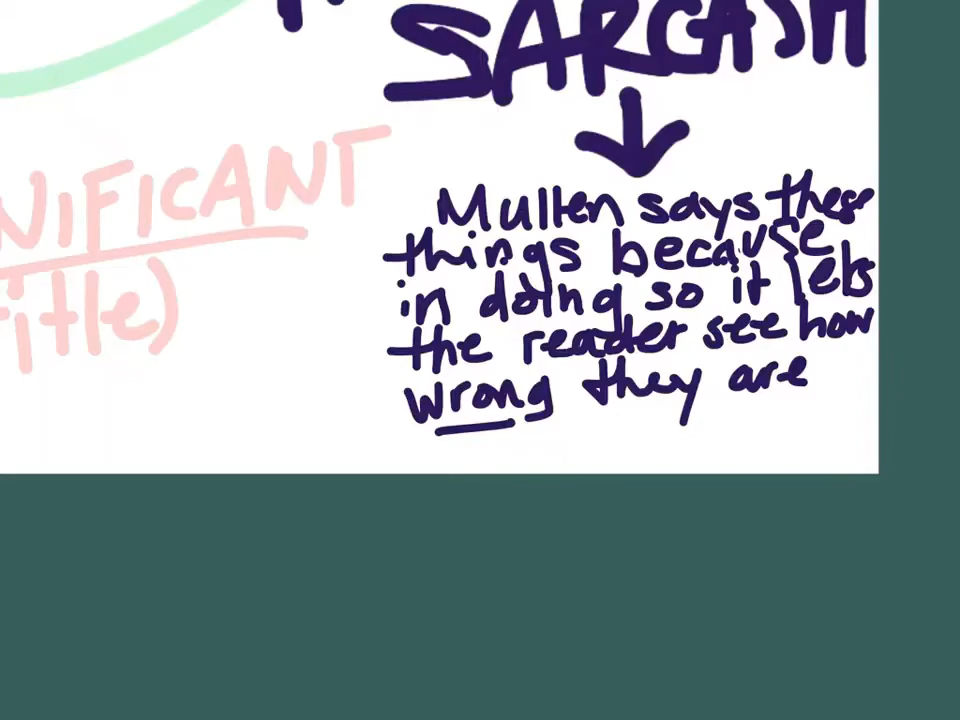 SARCASM
NIFICANT
Title)
Mullen says these
things because
in doing so it lets
the reader see how
wrong they are